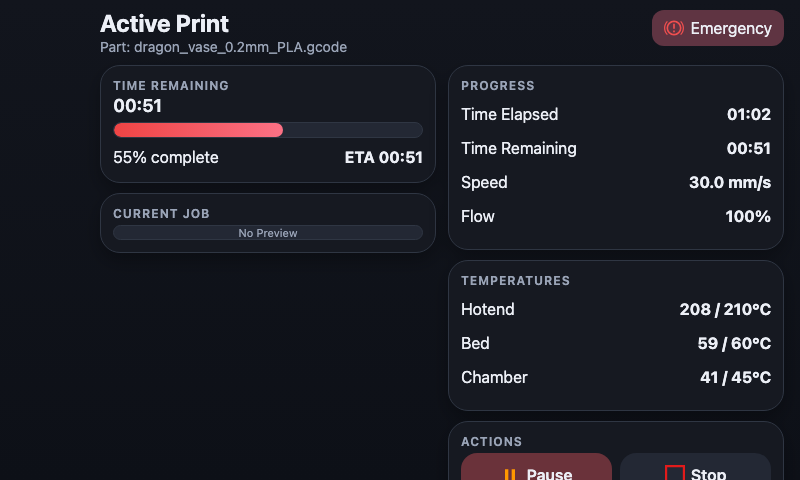 Active Print
Part: dragon_vase_0.2mm_PLA.gcode
Emergency
TIME REMAINING
00:51
55% complete
ETA 00:51
CURRENT JOB
No Preview
PROGRESS
Time Elapsed 01:02
Time Remaining 00:51
Speed 30.0 mm/s
Flow 100%
TEMPERATURES
Hotend 208 / 210°C
Bed 59 / 60°C
Chamber 41 / 45°C
ACTIONS
Pause
Stop